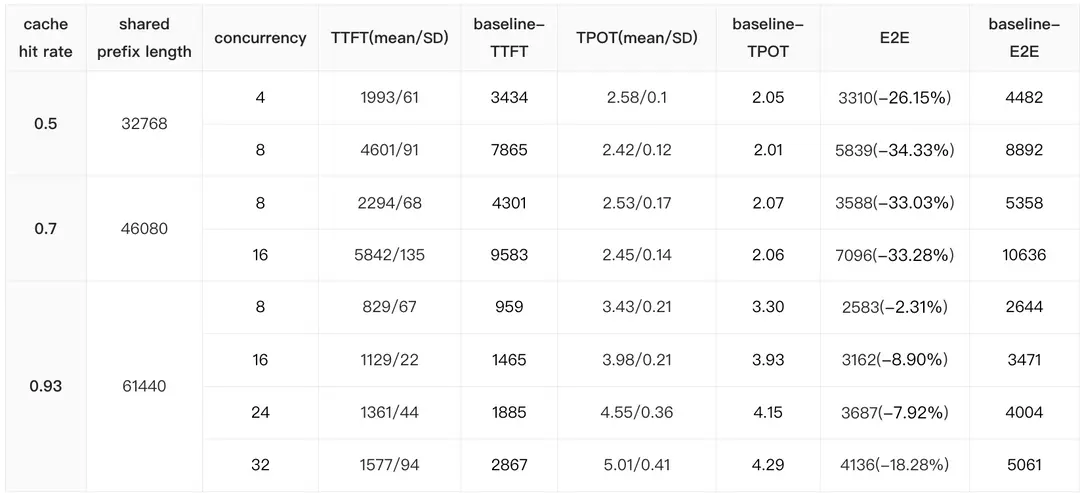 cache hit rate | shared prefix length | concurrency | TTFT(mean/SD) | baseline–TTFT | TPOT(mean/SD) | baseline–TPOT | E2E | baseline–E2E
0.5 | 32768 | 4 | 1993/61 | 3434 | 2.58/0.1 | 2.05 | 3310(–26.15%) | 4482
8 | 4601/91 | 7865 | 2.42/0.12 | 2.01 | 5839(–34.33%) | 8892
0.7 | 46080 | 8 | 2294/68 | 4301 | 2.53/0.17 | 2.07 | 3588(–33.03%) | 5358
16 | 5842/135 | 9583 | 2.45/0.14 | 2.06 | 7096(–33.28%) | 10636
0.93 | 61440 | 8 | 829/67 | 959 | 3.43/0.21 | 3.30 | 2583(–2.31%) | 2644
16 | 1129/22 | 1465 | 3.98/0.21 | 3.93 | 3162(–8.90%) | 3471
24 | 1361/44 | 1885 | 4.55/0.36 | 4.15 | 3687(–7.92%) | 4004
32 | 1577/94 | 2867 | 5.01/0.41 | 4.29 | 4136(–18.28%) | 5061